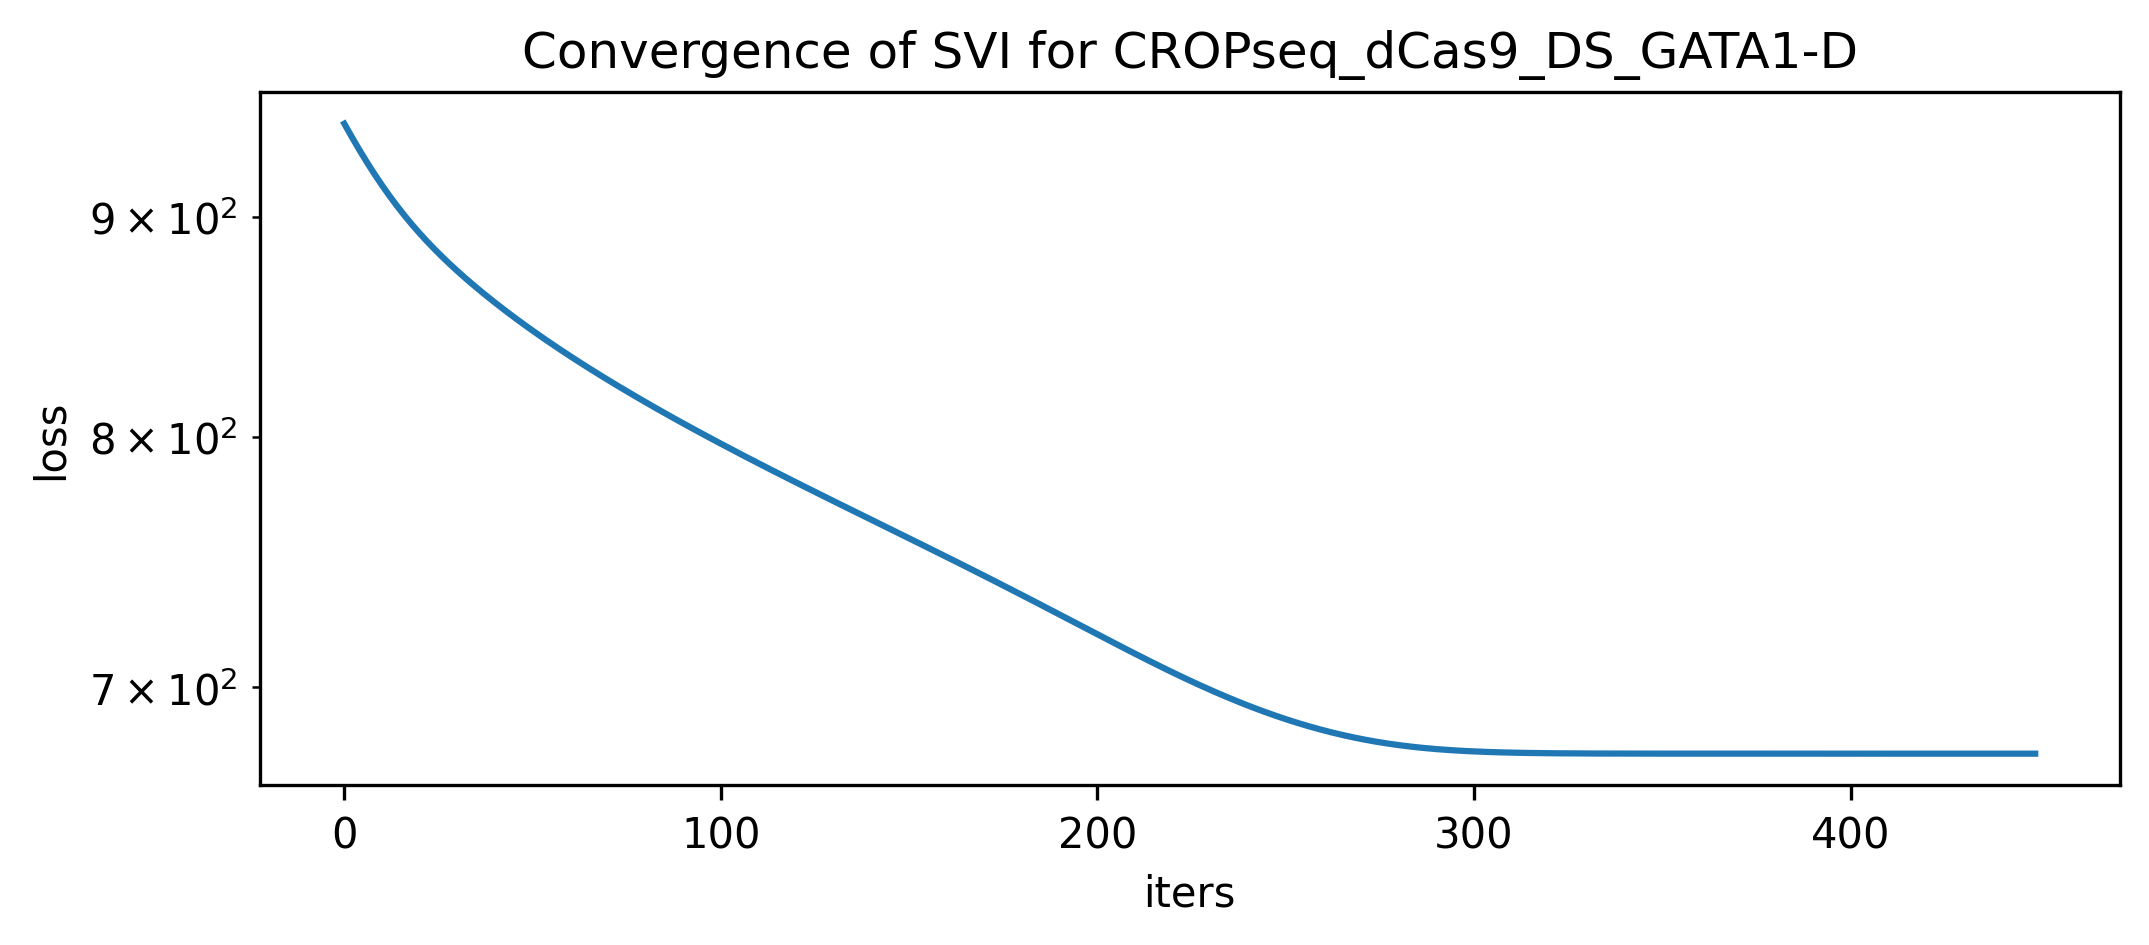 Convergence of SVI for CROPseq_dCas9_DS_GATA1-D
9 × 10²
8 × 10²
7 × 10²
loss
0 100 200 300 400
iters